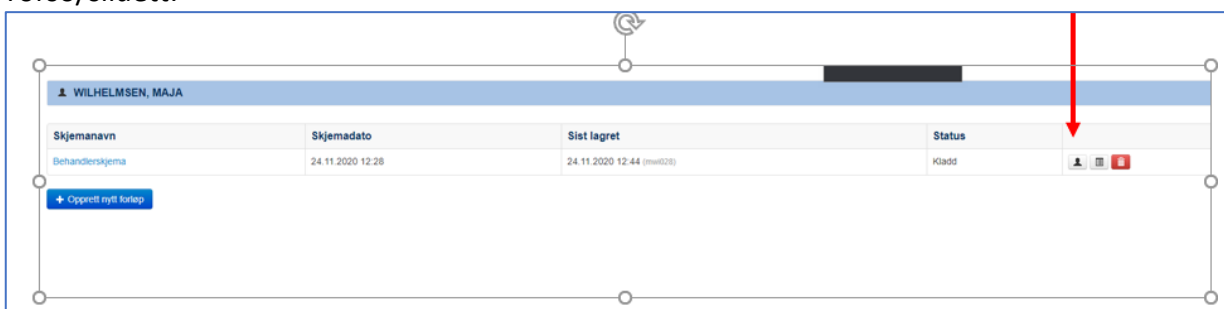 WILHELMSEN, MAJA
Skjemanavn Skjemadato Sist lagret Status
Behandlerskjema 24.11.2020 12:28 24.11.2020 12:44 (mwi028) Kladd
+ Opprett nytt forløp